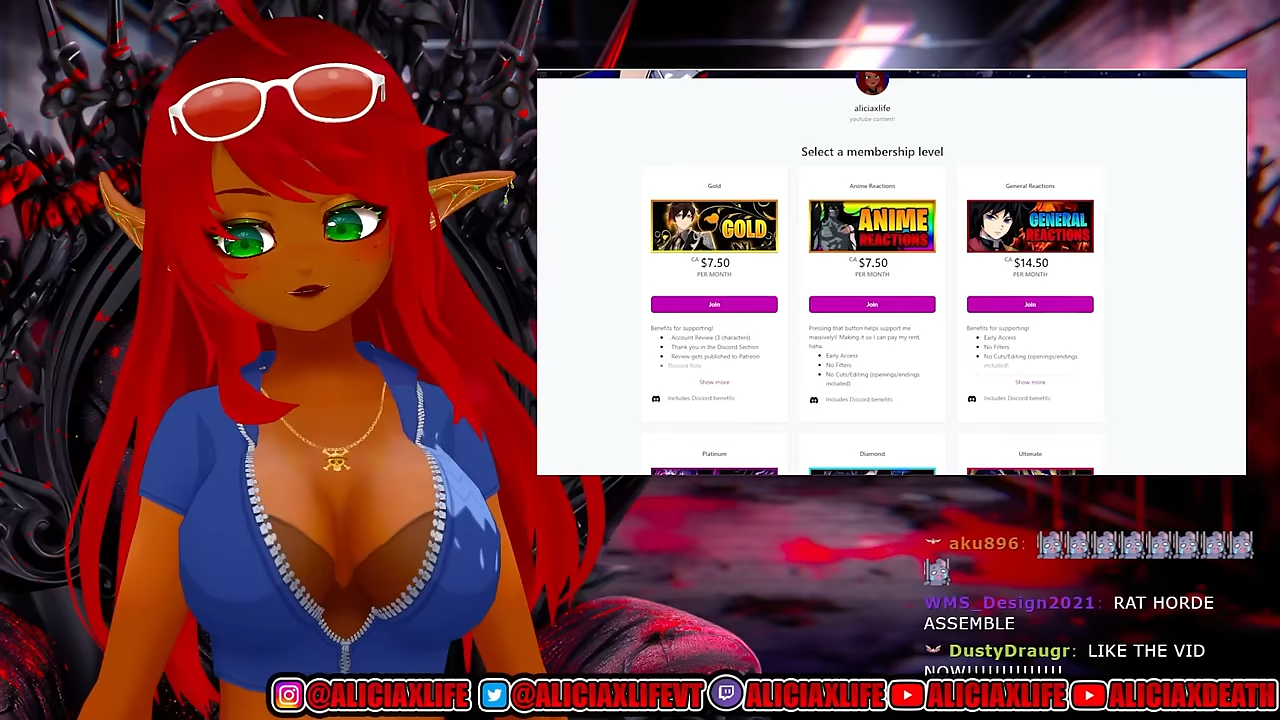 aliciaxlife
youtube content!
Select a membership level
Gold
GOLD
CA $7.50
PER MONTH
Join
Benefits for supporting!
Account Review (3 characters)
Thank you in the Discord Section
Review gets published to Patreon
Discord Role
Show more
Includes Discord benefits
Anime Reactions
ANIME
REACTIONS
CA $7.50
PER MONTH
Join
Pressing that button helps support me
massively!! Making it so I can pay my rent,
haha.
Early Access
No Filters
No Cuts/Editing (openings/endings
included)
Includes Discord benefits
General Reactions
GENERAL
REACTIONS
CA $14.50
PER MONTH
Join
Benefits for supporting!
Early Access
No Filters
No Cuts/Editing (openings/endings
included)
Show more
Includes Discord benefits
Platinum
Diamond
Ultimate
aku896:
WMS_Design2021: RAT HORDE
ASSEMBLE
DustyDraugr: LIKE THE VID
@ALICIAXLIFE @ALICIAXLIFEVT ALICIAXLIFE ALICIAXLIFE ALICIAXDEATH